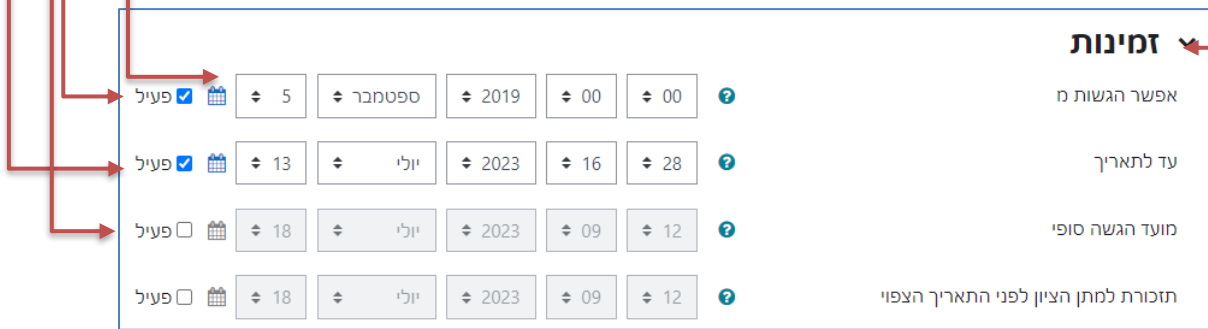 זמינות
אפשר הגשות מ ? 00 00 2019 ספטמבר 5 פעיל
עד לתאריך ? 28 16 2023 יולי 13 פעיל
מועד הגשה סופי ? 12 09 2023 יולי 18 פעיל
תזכורת למתן הציון לפני התאריך הצפוי ? 12 09 2023 יולי 18 פעיל